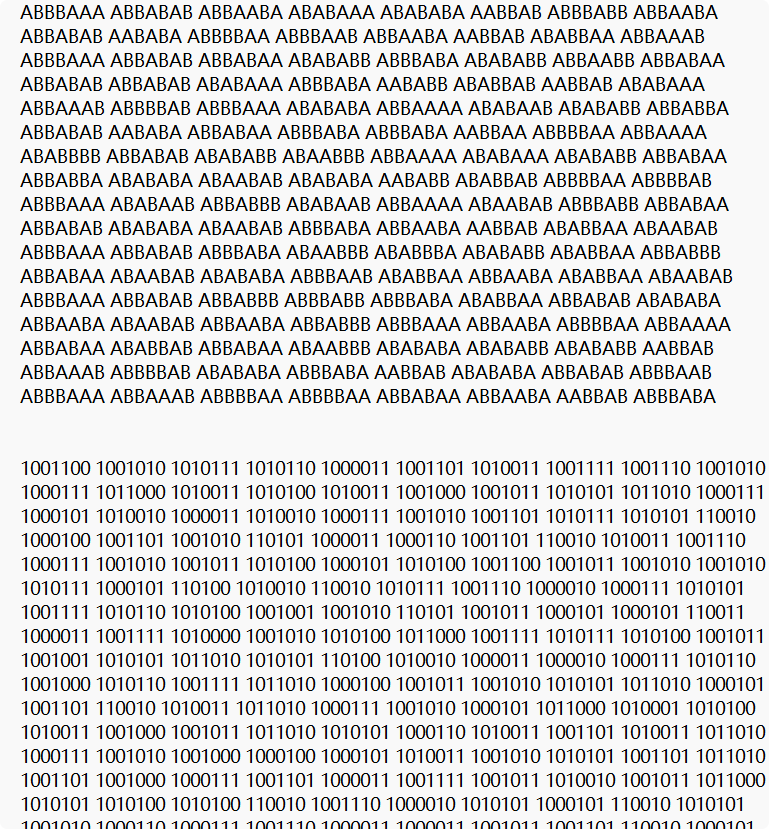 ABBBAAA ABBABAB ABBAABA ABABAAA ABABABA AABBAB ABBBABB ABBAABA
ABBABAB AABABA ABBBBAA ABBBAAB ABBAABA AABBAB ABABBAA ABBAAAB
ABBBAAA ABBABAB ABBABAA ABABABB ABBBABA ABABABB ABBAABB ABBABAA
ABBABAB ABBABAB ABABAAA ABBBABA AABABB ABABBAB AABBAB ABABAAA
ABBAAAB ABBBBAB ABBBAAA ABABABA ABBAAAA ABABAAB ABABABB ABBABBA
ABBABAB AABABA ABBABAA ABBBABA ABBBABA AABBAA ABBBBAA ABBAAAA
ABABBBB ABBABAB ABABABB ABAABBB ABBAAAA ABABAAA ABABABB ABBABAA
ABBABBA ABABABA ABAABAB ABABABA AABABB ABABBAB ABBBBAA ABBBBAB
ABBBAAA ABABAAB ABBABBB ABABAAB ABBAAAA ABAABAB ABBBABB ABBABAA
ABBABAB ABABABA ABAABAB ABBBABA ABBAABA AABBAB ABABBAA ABAABAB
ABBBAAA ABBABAB ABBBABA ABAABBB ABABBBA ABABABB ABABBAA ABBABBB
ABBABAA ABAABAB ABABABA ABBBAAB ABABBAA ABBAABA ABABBAA ABAABAB
ABBBAAA ABBABAB ABBABBB ABBBABB ABBBABA ABABBAA ABBABAB ABABABA
ABBAABA ABAABAB ABBAABA ABBABBB ABBBAAA ABBAABA ABBBBAA ABBAAAA
ABBABAA ABABBAB ABBABAA ABAABBB ABABABA ABABABB ABABABB AABBAB
ABBAAAB ABBBBAB ABABABA ABBBABA AABBAB ABABABA ABBABAB ABBBAAB
ABBBAAA ABBAAAB ABBBBAA ABBBBAA ABBABAA ABBAABA AABBAB ABBBABA
1001100 1001010 1010111 1010110 1000011 1001101 1010011 1001111 1001110 1001010
1000111 1011000 1010011 1010100 1010011 1001000 1001011 1010101 1011010 1000111
1000101 1010010 1000011 1010010 1000111 1001010 1001101 1010111 1010101 110010
1000100 1001101 1001010 110101 1000011 1000110 1001101 110010 1010011 1001110
1000111 1001010 1001011 1010100 1000101 1010100 1001100 1001011 1001010 1001010
1010111 1000101 110100 1010010 110010 1010111 1001110 1000010 1000111 1010101
1001111 1010110 1010100 1001001 1001010 110101 1001011 1000101 1000101 110011
1000011 1001111 1010000 1001010 1010100 1011000 1001111 1010111 1010100 1001011
1001001 1010101 1011010 1010101 110100 1010010 1000011 1000010 1000111 1010110
1001000 1010110 1001111 1011010 1000100 1001011 1001010 1010101 1011010 1000101
1001101 110010 1010011 1011010 1000111 1001010 1000101 1011000 1010001 1010100
1010011 1001000 1001011 1011010 1010101 1000110 1010011 1001101 1010011 1011010
1000111 1001010 1001000 1000100 1000101 1010011 1001010 1010101 1001101 1011010
1001101 1001000 1000111 1001101 1000011 1001111 1001011 1010010 1001011 1011000
1010101 1010100 1010100 110010 1001110 1000010 1010101 1000101 110010 1010101
1001010 1000110 1000111 1001110 1000011 1000011 1001011 1001101 110010 1000101